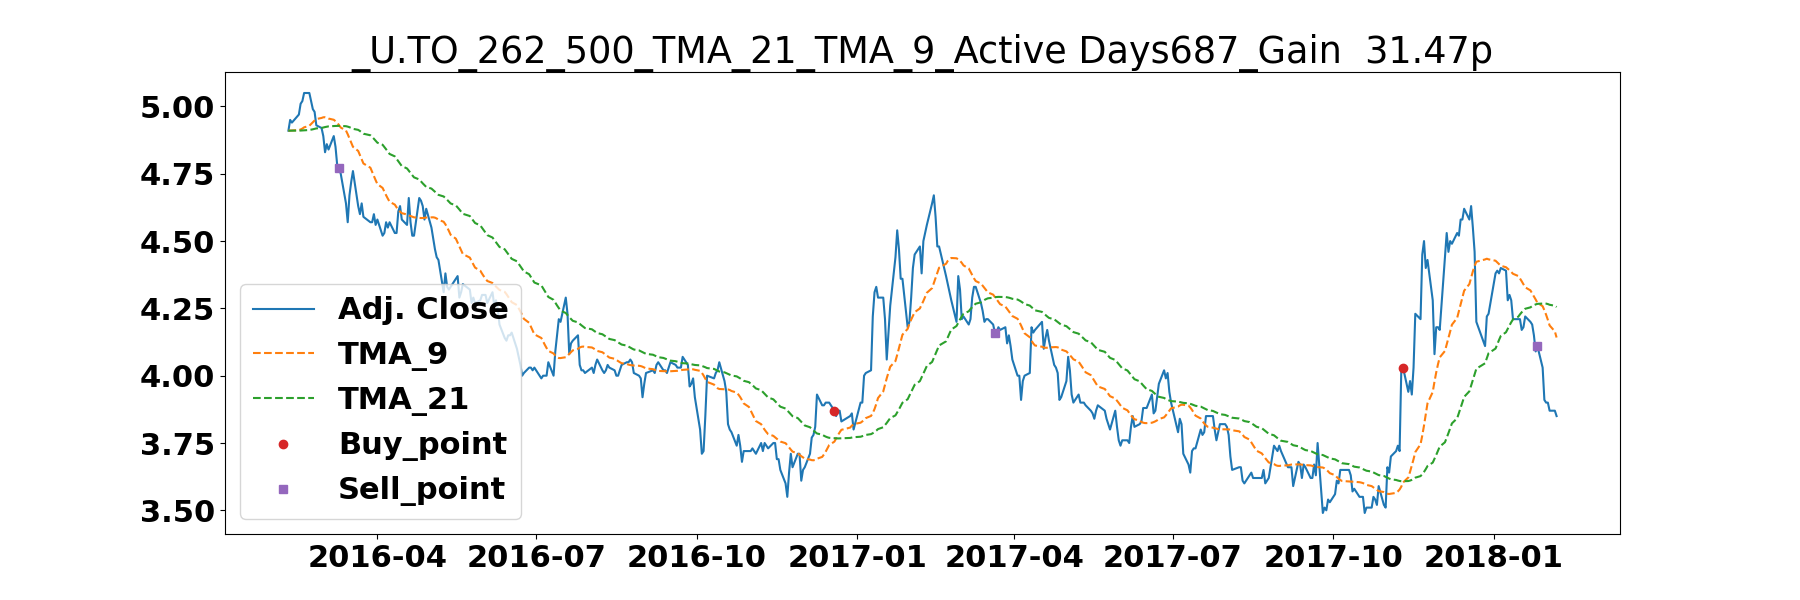 _U.TO_262_500_TMA_21_TMA_9_Active Days687_Gain  31.47p
5.00
4.75
4.50
4.25
4.00
3.75
3.50
Adj. Close
TMA_9
TMA_21
Buy_point
Sell_point
2016-04 2016-07 2016-10 2017-01 2017-04 2017-07 2017-10 2018-01